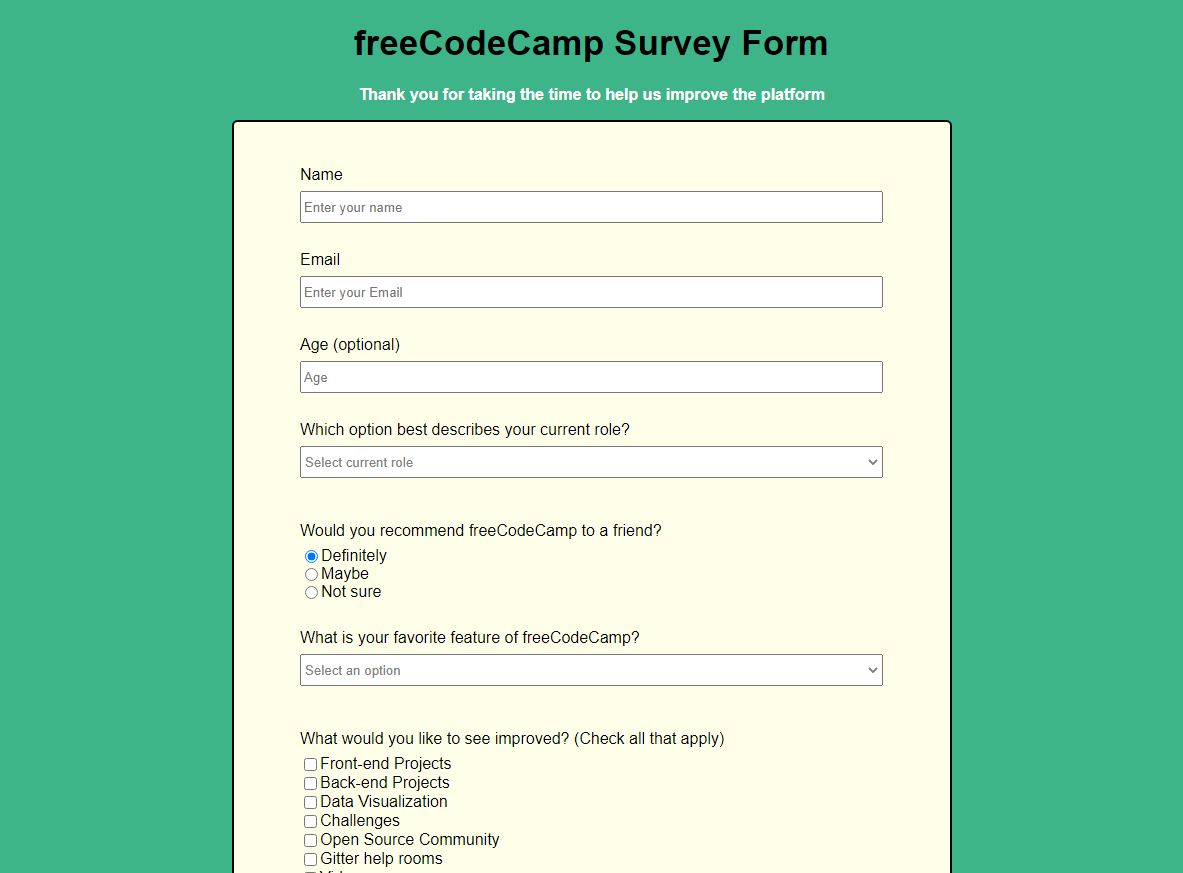 freeCodeCamp Survey Form
Thank you for taking the time to help us improve the platform
Name
Enter your name
Email
Enter your Email
Age (optional)
Age
Which option best describes your current role?
Select current role
Would you recommend freeCodeCamp to a friend?
Definitely
Maybe
Not sure
What is your favorite feature of freeCodeCamp?
Select an option
What would you like to see improved? (Check all that apply)
Front-end Projects
Back-end Projects
Data Visualization
Challenges
Open Source Community
Gitter help rooms